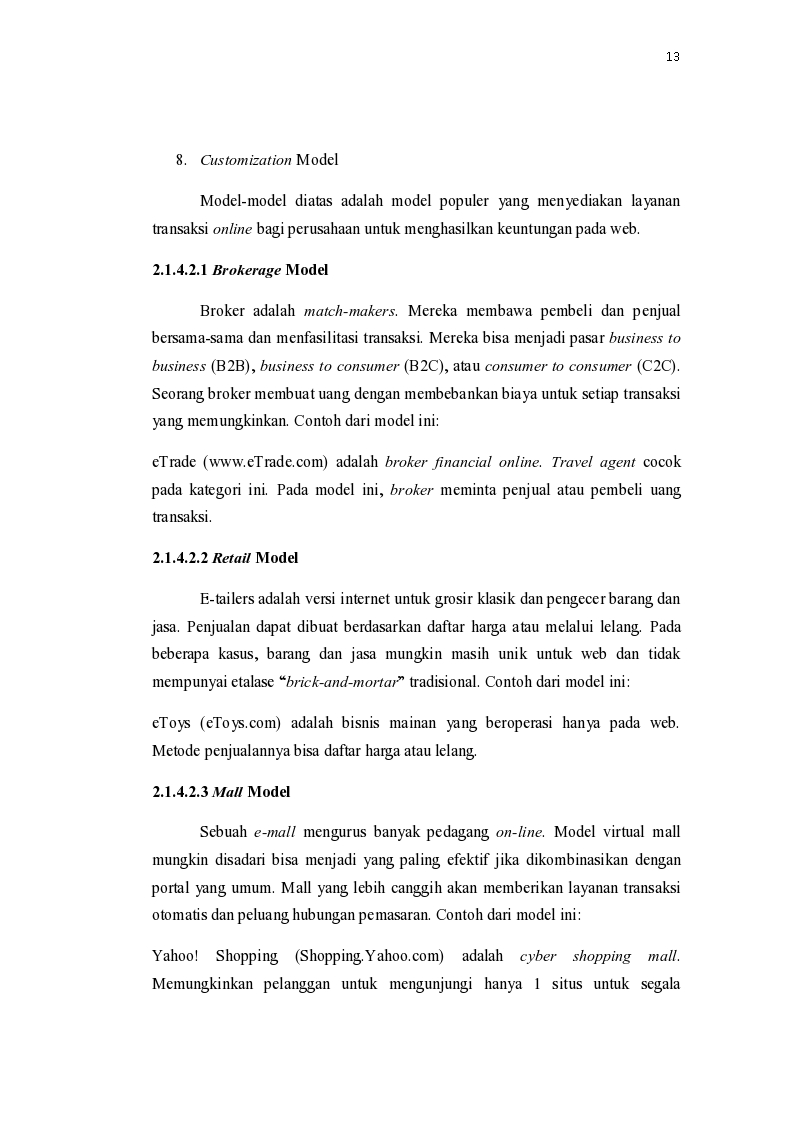 13
8. Customization Model
Model-model diatas adalah model populer yang menyediakan layanan
transaksi online bagi perusahaan untuk menghasilkan keuntungan pada web.
2.1.4.2.1 Brokerage Model
Broker adalah match-makers. Mereka membawa pembeli dan penjual
bersama-sama dan menfasilitasi transaksi. Mereka bisa menjadi pasar business to
business (B2B), business to consumer (B2C), atau consumer to consumer (C2C).
Seorang broker membuat uang dengan membebankan biaya untuk setiap transaksi
yang memungkinkan. Contoh dari model ini:
eTrade (www.eTrade.com) adalah broker financial online. Travel agent cocok
pada kategori ini. Pada model ini, broker meminta penjual atau pembeli uang
transaksi.
2.1.4.2.2 Retail Model
E-tailers adalah versi internet untuk grosir klasik dan pengecer barang dan
jasa. Penjualan dapat dibuat berdasarkan daftar harga atau melalui lelang. Pada
beberapa kasus, barang dan jasa mungkin masih unik untuk web dan tidak
mempunyai etalase “brick-and-mortar” tradisional. Contoh dari model ini:
eToys (eToys.com) adalah bisnis mainan yang beroperasi hanya pada web.
Metode penjualannya bisa daftar harga atau lelang.
2.1.4.2.3 Mall Model
Sebuah e-mall mengurus banyak pedagang on-line. Model virtual mall
mungkin disadari bisa menjadi yang paling efektif jika dikombinasikan dengan
portal yang umum. Mall yang lebih canggih akan memberikan layanan transaksi
otomatis dan peluang hubungan pemasaran. Contoh dari model ini:
Yahoo! Shopping (Shopping.Yahoo.com) adalah cyber shopping mall.
Memungkinkan pelanggan untuk mengunjungi hanya 1 situs untuk segala